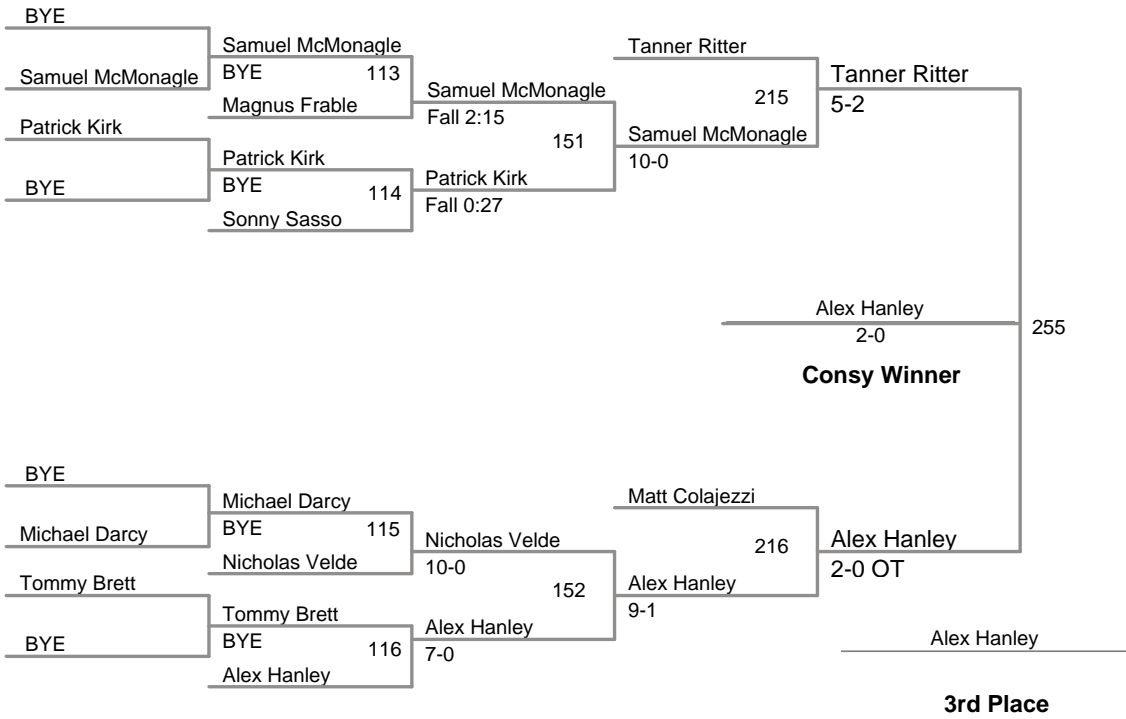 BYE
Samuel McMonagle
Patrick Kirk
BYE
Samuel McMonagle
BYE
113
Magnus Frable
Patrick Kirk
BYE
114
Sonny Sasso
Samuel McMonagle
Fall 2:15
151
Patrick Kirk
Fall 0:27
Tanner Ritter
215
Samuel McMonagle
10-0
Tanner Ritter
5-2
Alex Hanley
2-0
255
Consy Winner
BYE
Michael Darcy
Tommy Brett
BYE
Michael Darcy
BYE
115
Nicholas Velde
Tommy Brett
BYE
116
Alex Hanley
Nicholas Velde
10-0
152
Alex Hanley
7-0
Matt Colajezzi
216
Alex Hanley
9-1
Alex Hanley
2-0 OT
Alex Hanley
3rd Place